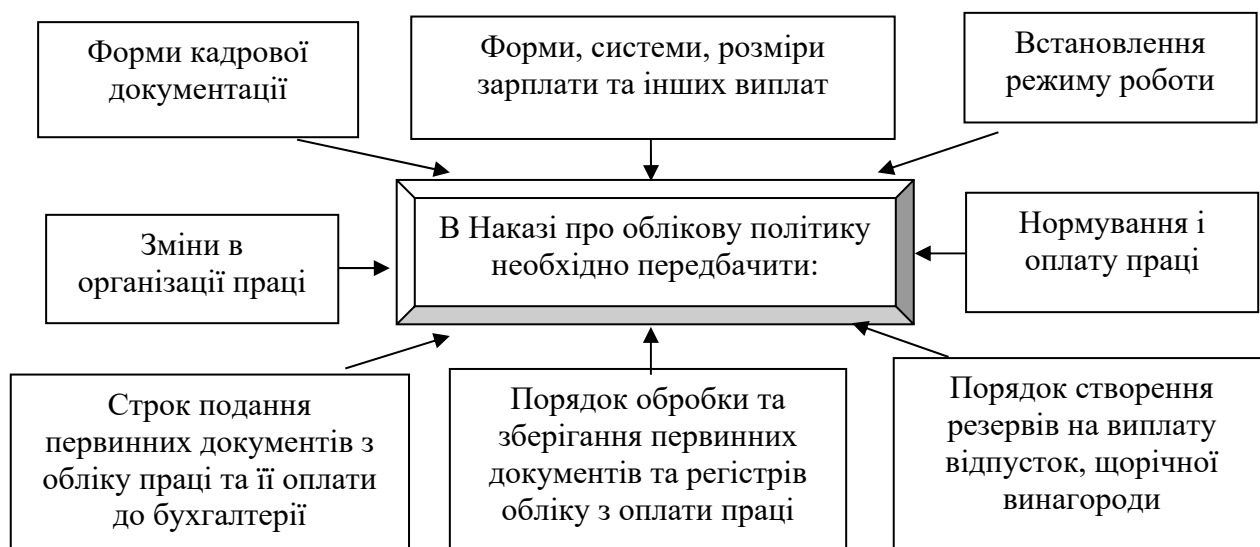 Форми кадрової
документації
Форми, системи, розміри
зарплати та інших виплат
Встановлення
режиму роботи
Зміни в
організації праці
В Наказі про облікову політику
необхідно передбачити:
Нормування і
оплату праці
Строк подання
первинних документів з
обліку праці та її оплати
до бухгалтерії
Порядок обробки та
зберігання первинних
документів та регістрів
обліку з оплати праці
Порядок створення
резервів на виплату
відпусток, щорічної
винагороди